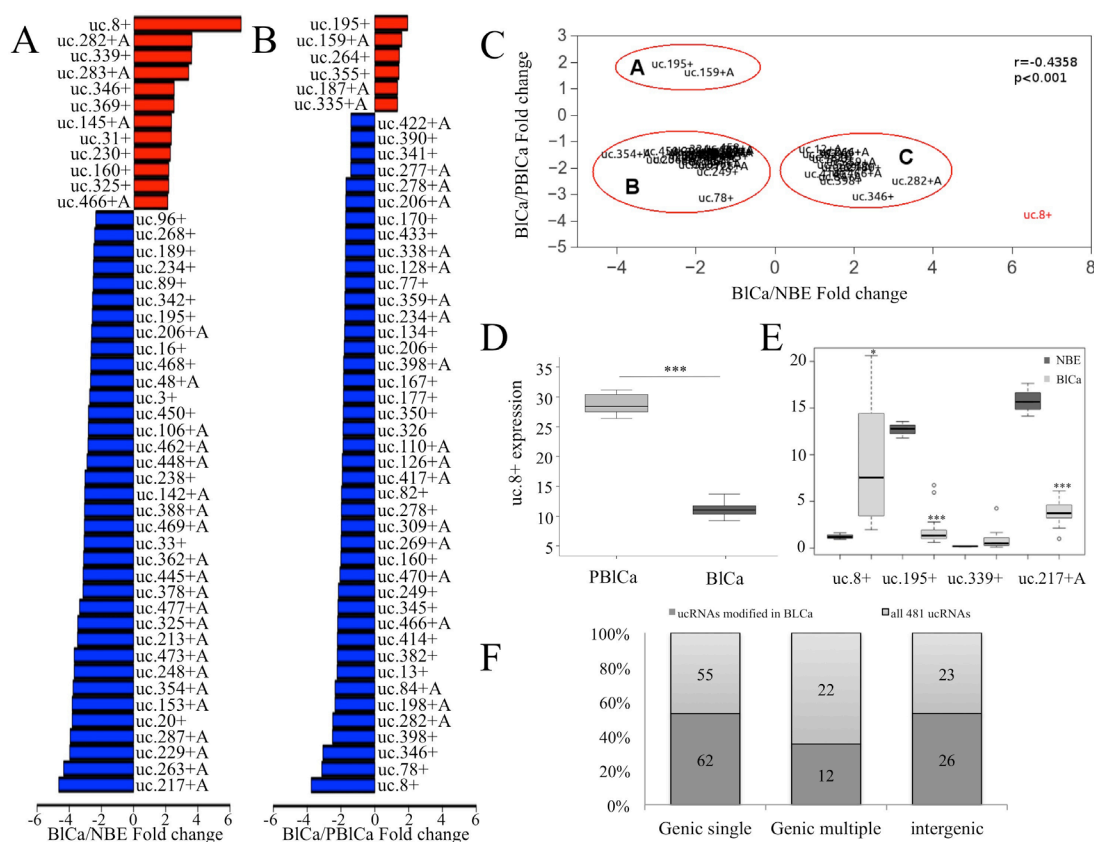 A
uc.8+
uc.282+A
uc.339+
uc.283+A
uc.346+
uc.369+
uc.145+A
uc.31+
uc.230+
uc.160+
uc.325+
uc.466+A
uc.96+
uc.268+
uc.189+
uc.234+
uc.89+
uc.342+
uc.195+
uc.206+A
uc.16+
uc.468+
uc.48+A
uc.3+
uc.450+
uc.106+A
uc.462+A
uc.448+A
uc.238+
uc.142+A
uc.388+A
uc.469+A
uc.33+
uc.362+A
uc.445+A
uc.378+A
uc.477+A
uc.325+A
uc.213+A
uc.473+A
uc.248+A
uc.354+A
uc.153+A
uc.20+
uc.287+A
uc.229+A
uc.263+A
uc.217+A
-6 -4 -2 0 2 4 6
BlCa/NBE Fold change
B
uc.195+
uc.159+A
uc.264+
uc.355+
uc.187+A
uc.335+A
uc.422+A
uc.390+
uc.341+
uc.277+A
uc.278+A
uc.206+A
uc.170+
uc.433+
uc.338+A
uc.128+A
uc.77+
uc.359+A
uc.234+A
uc.134+
uc.206+
uc.398+A
uc.167+
uc.177+
uc.350+
uc.326
uc.110+A
uc.126+A
uc.417+A
uc.82+
uc.278+
uc.309+A
uc.269+A
uc.160+
uc.470+A
uc.249+
uc.345+
uc.466+A
uc.414+
uc.382+
uc.13+
uc.84+A
uc.198+A
uc.282+A
uc.398+
uc.346+
uc.78+
uc.8+
-6 -4 -2 0 2 4 6
BlCa/PBlCa Fold change
C
BlCa/PBlCa Fold change
3
2
1
0
−1
−2
−3
−4
−5
r=-0.4358
p<0.001
A
uc.195+
uc.159+A
B
uc.354+A
uc.249+
uc.78+
C
uc.398+
uc.282+A
uc.346+
uc.8+
−4 −2 0 2 4 6 8
BlCa/NBE Fold change
D
uc.8+ expression
35
30
25
20
15
10
5
***
PBlCa BlCa
E
20
15
10
5
0
NBE
BlCa
*
***
***
uc.8+ uc.195+ uc.339+ uc.217+A
F
ucRNAs modified in BLCa all 481 ucRNAs
100%
80%
60%
40%
20%
0%
55 22 23
62 12 26
Genic single Genic multiple intergenic